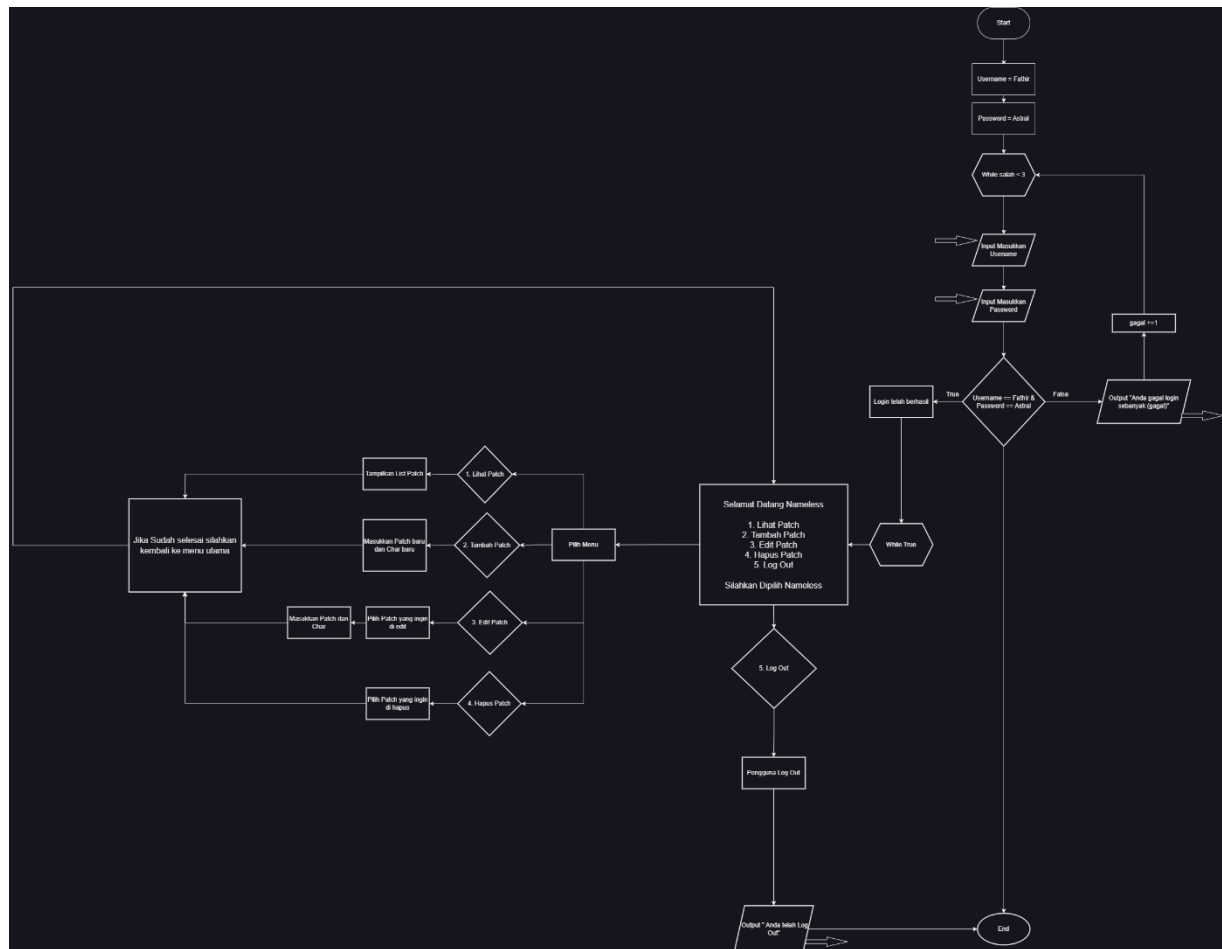 Start
Username = Fathir
Password = Astral
While salah < 3
Input Masukkan
Username
Input Masukkan
Password
gagal +=1
Username == Fathir &
Password == Astral
True
False
Login telah berhasil
Output "Anda gagal login
sebanyak (gagal)"
While True
Selamat Datang Nameless
1. Lihat Patch
2. Tambah Patch
3. Edit Patch
4. Hapus Patch
5. Log Out
Silahkan Dipilih Nameless
Pilih Menu
1. Lihat Patch
Tampilkan List Patch
2. Tambah Patch
Masukkan Patch baru
dan Char baru
3. Edit Patch
Pilih Patch yang ingin
di edit
Masukkan Patch dan
Char
4. Hapus Patch
Pilih Patch yang ingin
di hapus
Jika Sudah selesai silahkan
kembali ke menu utama
5. Log Out
Pengguna Log Out
Output " Anda telah Log
Out"
End